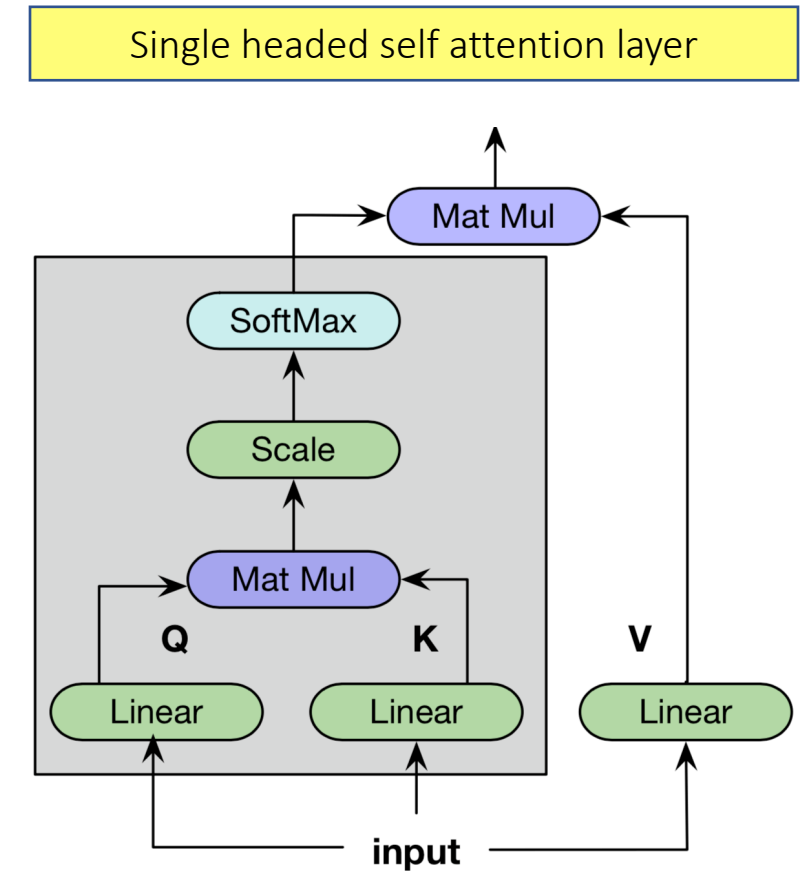 Single headed self attention layer
Mat Mul
SoftMax
Scale
Mat Mul
Q
K
V
Linear
Linear
Linear
input